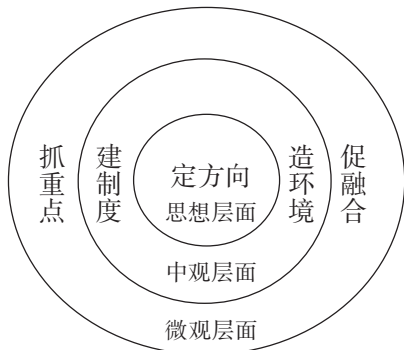 抓重点
建制度
定方向
思想层面
造环境
促融合
中观层面
微观层面